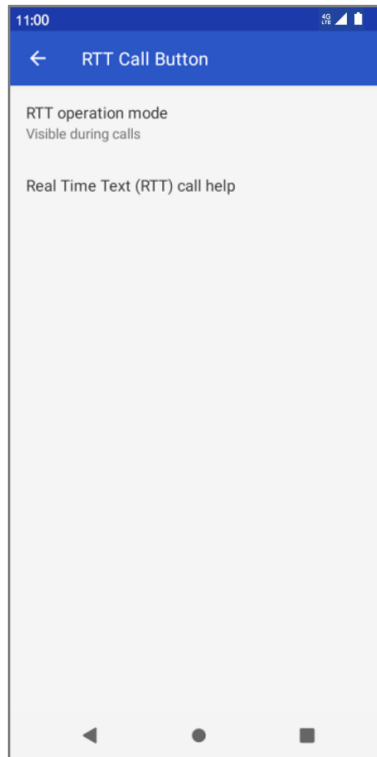 11:00
4G
LTE
RTT Call Button
RTT operation mode
Visible during calls
Real Time Text (RTT) call help